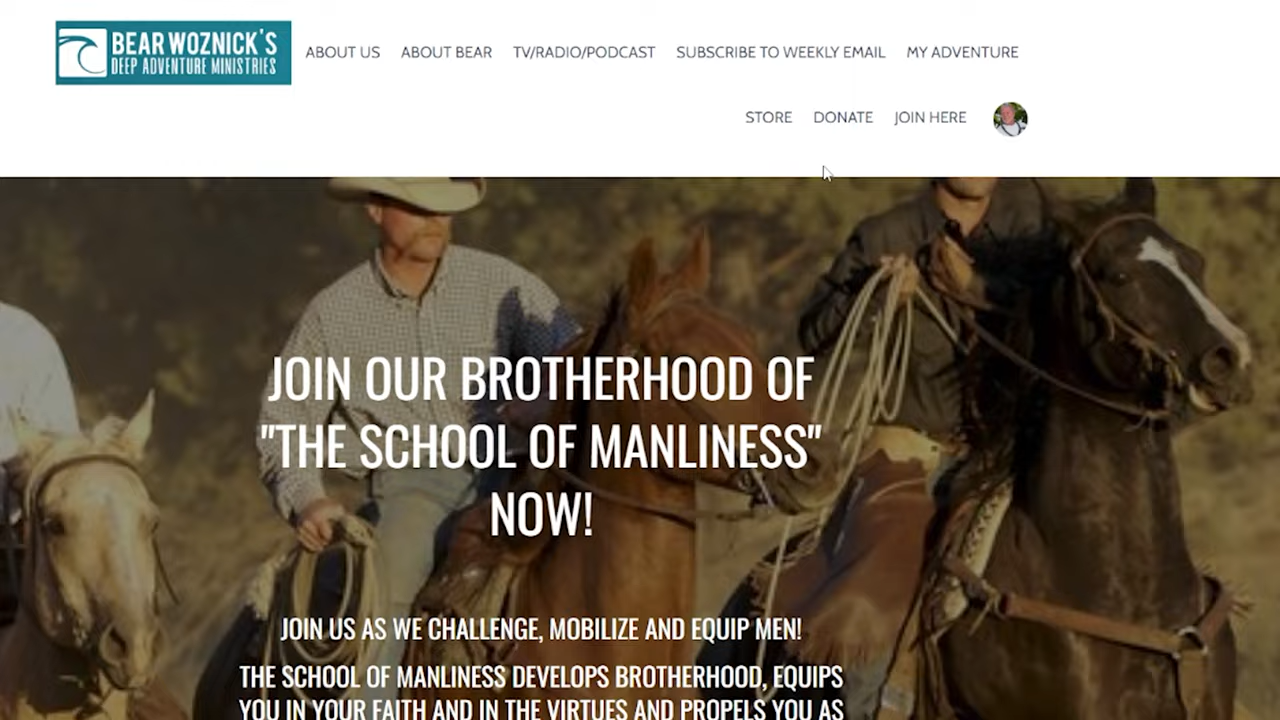 BEAR WOZNICK'S
DEEP ADVENTURE MINISTRIES
ABOUT US ABOUT BEAR TV/RADIO/PODCAST SUBSCRIBE TO WEEKLY EMAIL MY ADVENTURE
STORE DONATE JOIN HERE
JOIN OUR BROTHERHOOD OF
"THE SCHOOL OF MANLINESS"
NOW!
JOIN US AS WE CHALLENGE, MOBILIZE AND EQUIP MEN!
THE SCHOOL OF MANLINESS DEVELOPS BROTHERHOOD, EQUIPS
YOU IN YOUR FAITH AND IN THE VIRTUES AND PROPELS YOU AS